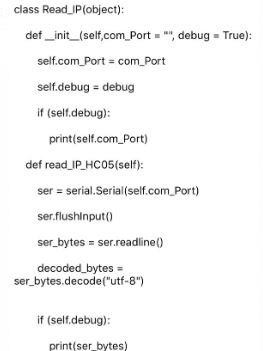 class Read_IP(object):
def __init__(self,com_Port = "", debug = True):
self.com_Port = com_Port
self.debug = debug
if (self.debug):
print(self.com_Port)
def read_IP_HC05(self):
ser = serial.Serial(self.com_Port)
ser.flushInput()
ser_bytes = ser.readline()
decoded_bytes =
ser_bytes.decode("utf-8")
if (self.debug):
print(ser_bytes)